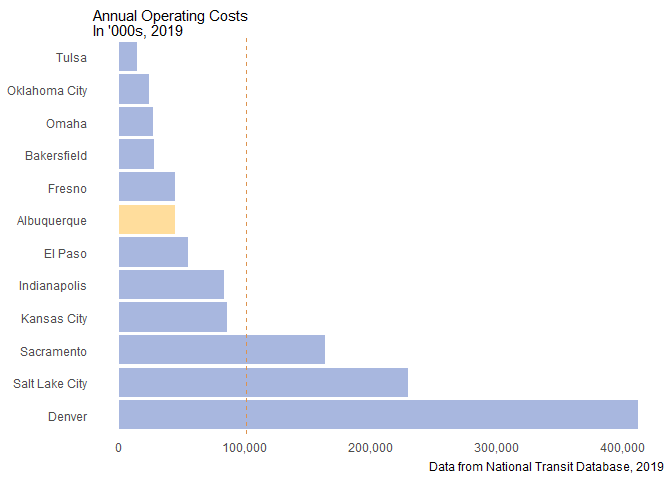 Annual Operating Costs
In '000s, 2019
Tulsa
Oklahoma City
Omaha
Bakersfield
Fresno
Albuquerque
El Paso
Indianapolis
Kansas City
Sacramento
Salt Lake City
Denver
0 100,000 200,000 300,000 400,000
Data from National Transit Database, 2019